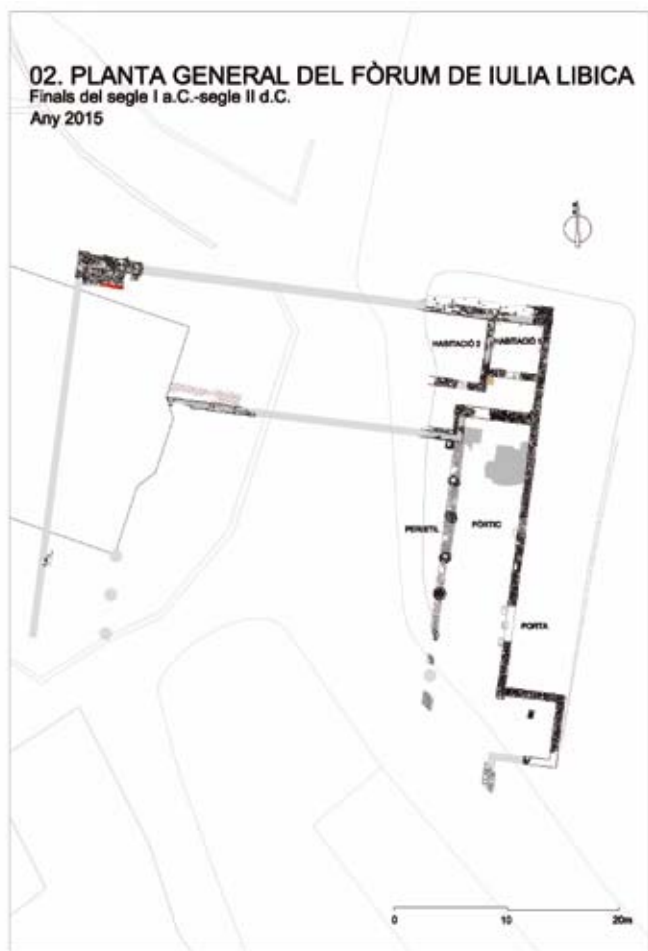 02. PLANTA GENERAL DEL FÒRUM DE IULIA LIBICA
Finals del segle I a.C.-segle II d.C.
Any 2015
HABITACIÓ 2
HABITACIÓ 1
PERISTIL
PÒRTIC
PORTA
0 10 20m